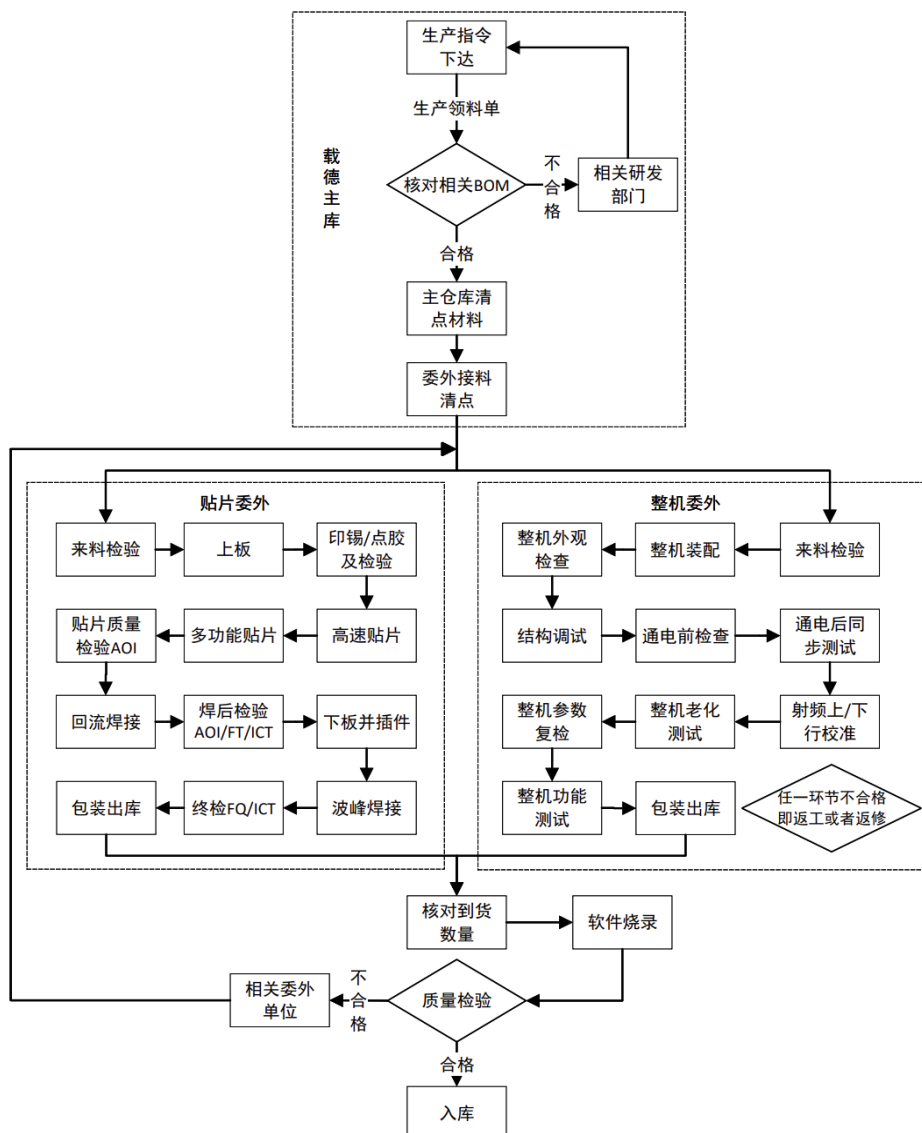 生产指令
下达
生产领料单
载
德
主
库
核对相关BOM
不
合
格
相关研发
部门
合格
主仓库清
点材料
委外接料
清点
贴片委外
来料检验
上板
印锡/点胶
及检验
贴片质量
检验AOI
多功能贴片
高速贴片
回流焊接
焊后检验
AOI/FT/ICT
下板并插件
包装出库
终检FQ/ICT
波峰焊接
整机委外
整机外观
检查
整机装配
来料检验
结构调试
通电前检查
通电后同
步测试
整机参数
复检
整机老化
测试
射频上/下
行校准
整机功能
测试
包装出库
任一环节不合格
即返工或者返修
核对到货
数量
软件烧录
相关委外
单位
不
合
格
质量检验
合格
入库